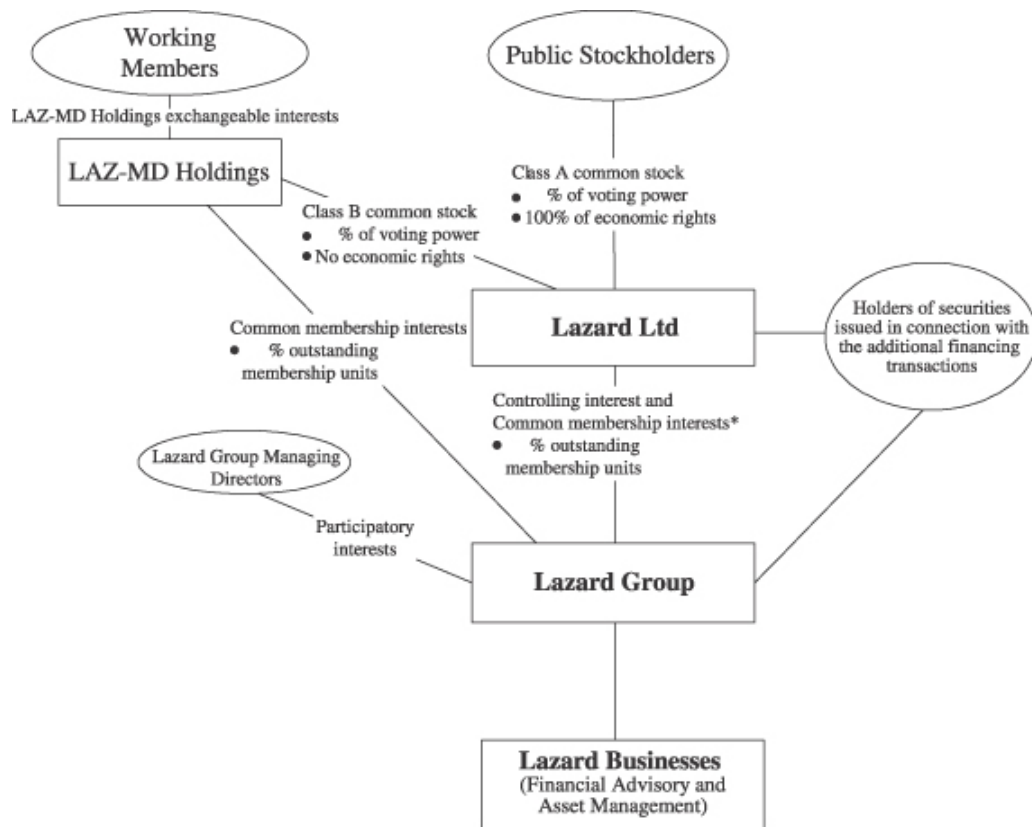 Working
Members
Public Stockholders
LAZ-MD Holdings exchangeable interests
LAZ-MD Holdings
Class A common stock
● % of voting power
● 100% of economic rights
Class B common stock
● % of voting power
● No economic rights
Lazard Ltd
Holders of securities
issued in connection with
the additional financing
transactions
Common membership interests
● % outstanding
membership units
Controlling interest and
Common membership interests*
● % outstanding
membership units
Lazard Group Managing
Directors
Participatory
interests
Lazard Group
Lazard Businesses
(Financial Advisory and
Asset Management)